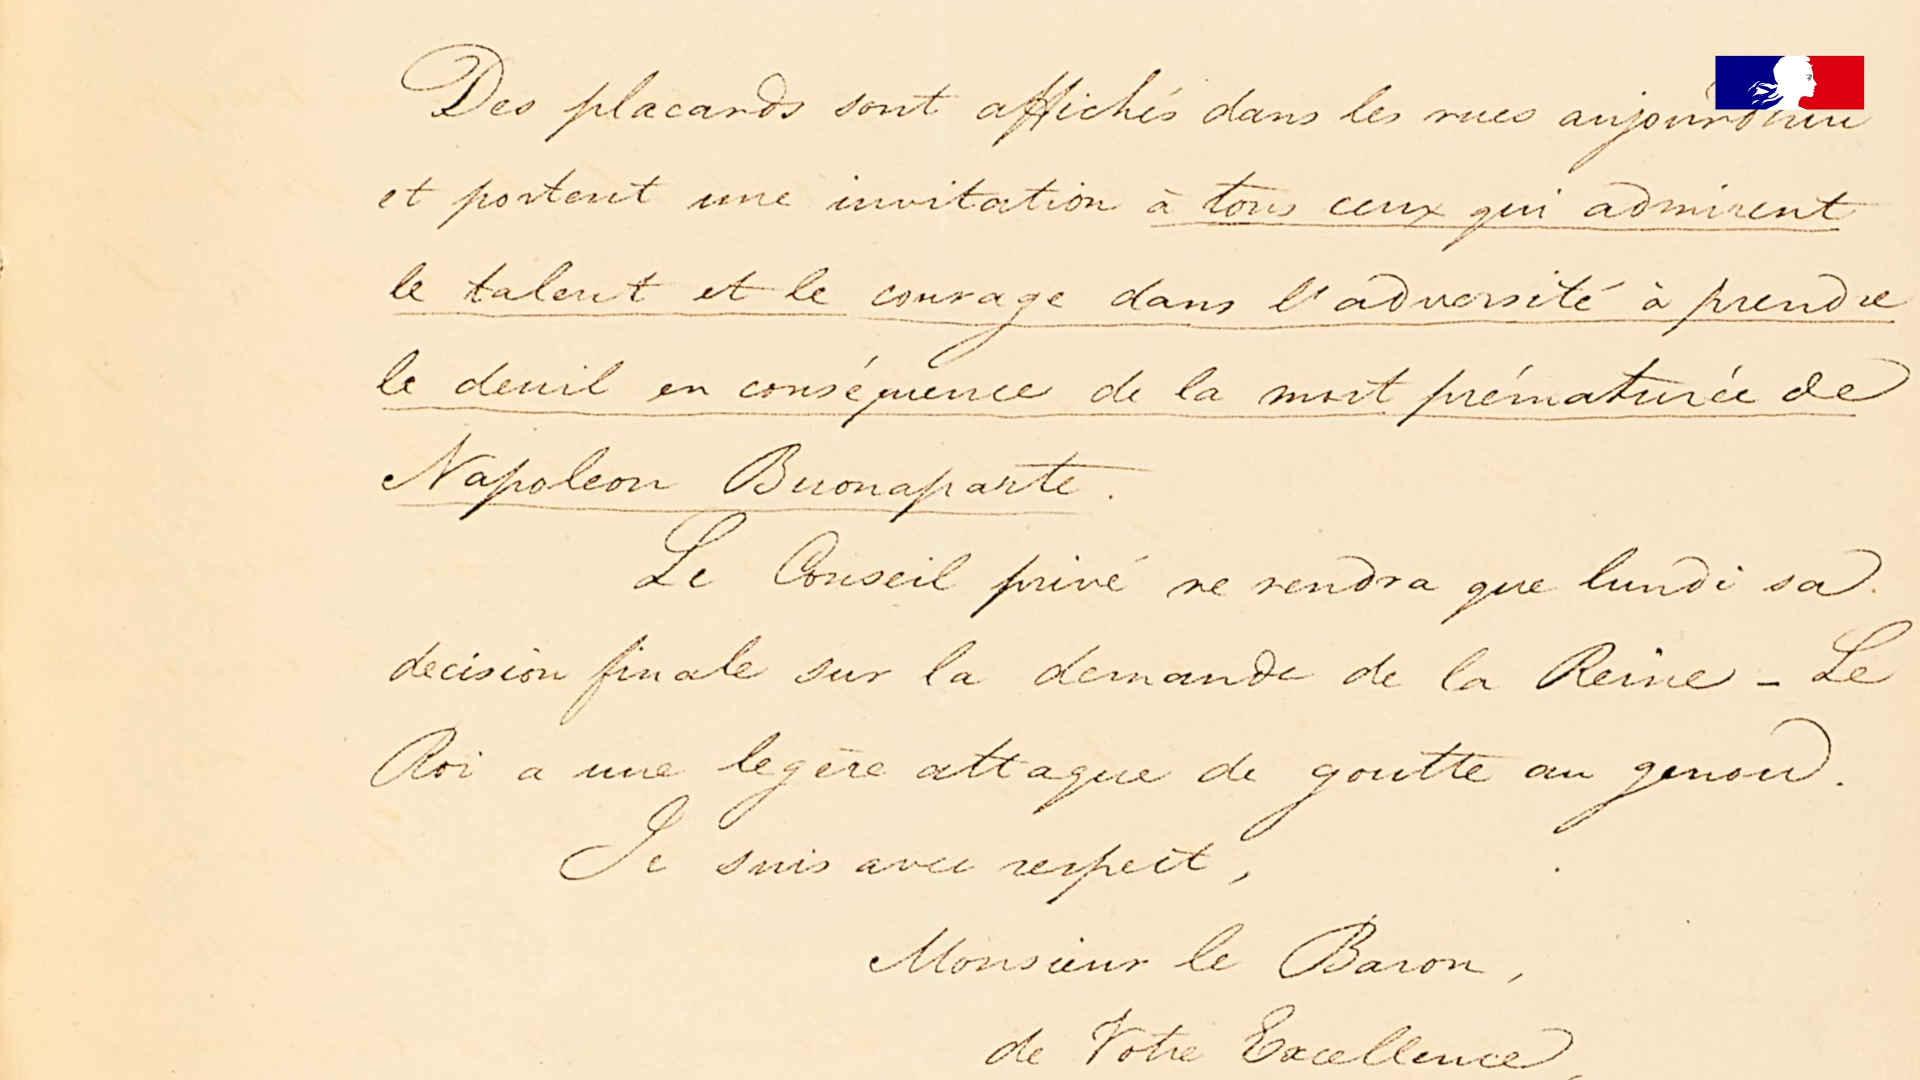 Des placards sont affichés dans les rues aujourd'hui
et portent une invitation à tous ceux qui admirent
le talent et le courage dans l'adversité à prendre
le deuil en conséquence de la mort prématurée de
Napoleon Buonaparte.
Le Conseil privé ne rendra que lundi sa
decision finale sur la demande de la Reine _ Le
Roi a une legère attaque de goutte au genou.
Je suis avec respect,
Monsieur le Baron,
de Votre Excellence,